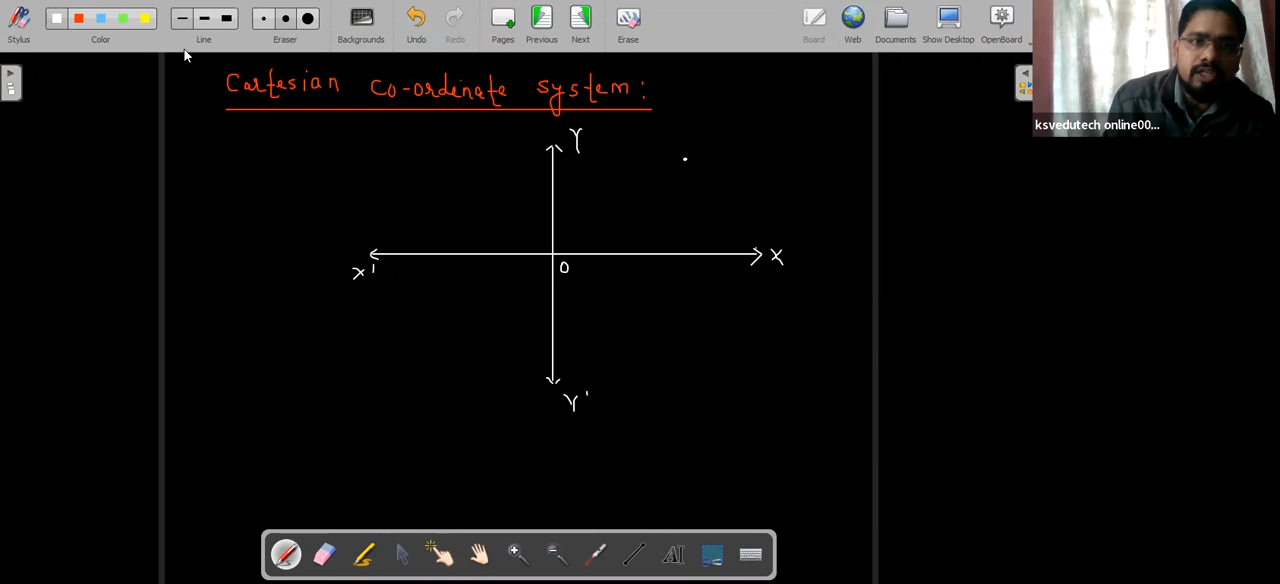 Stylus Color Line Eraser Backgrounds Undo Redo Pages Previous Next Erase Board Web Documents Show Desktop OpenBoard
ksvedutech online00...
Cartesian Co-ordinate system:
Y
X' O X
Y'
AI